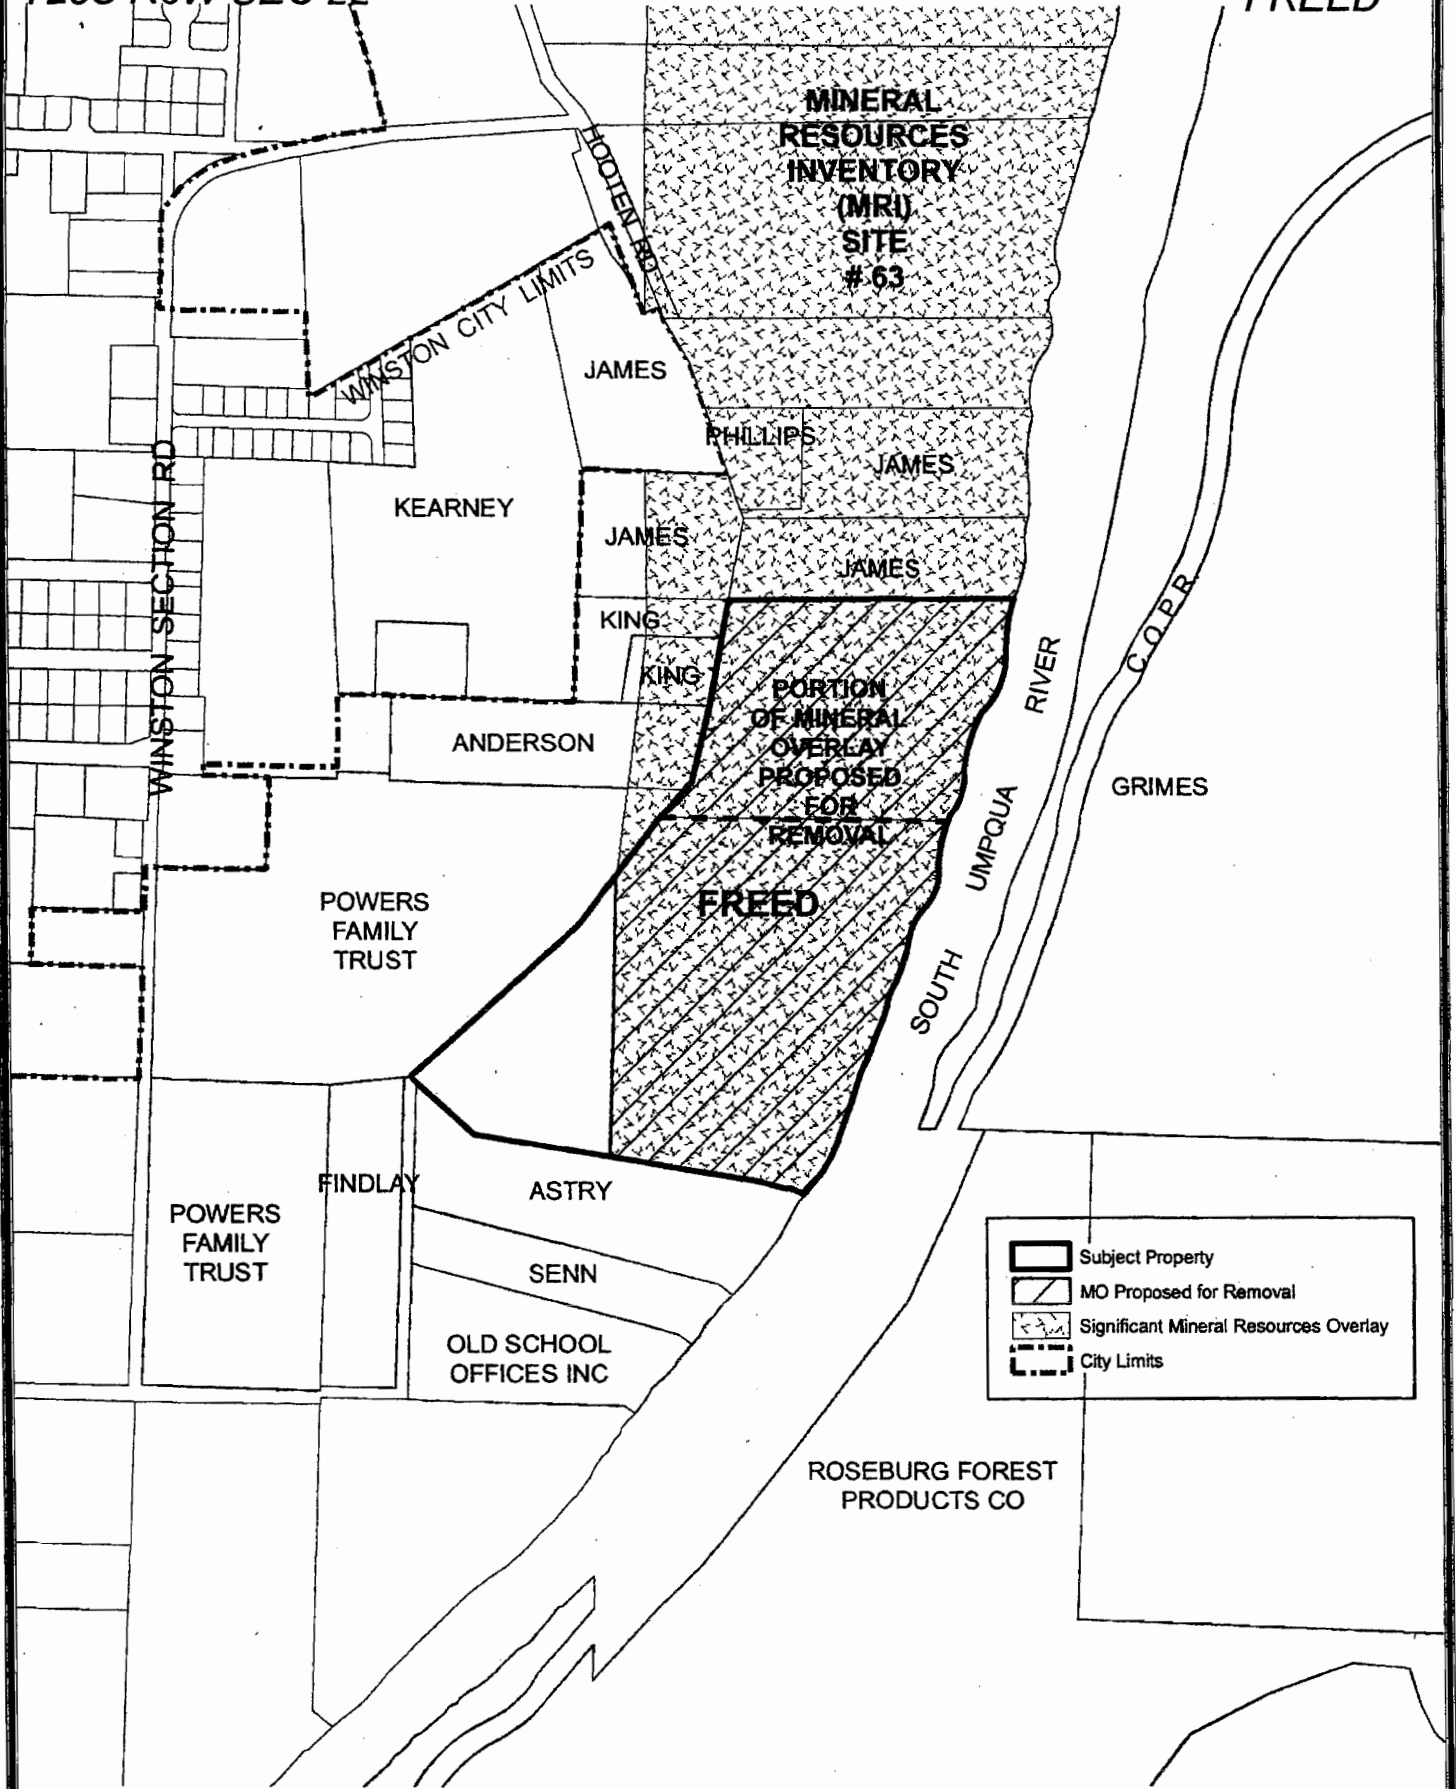 FREED
MINERAL
RESOURCES
INVENTORY
(MRI)
SITE
# 63
HOOTEN RD
WINSTON CITY LIMITS
JAMES
PHILLIPS
JAMES
WINSTON SECTION RD
KEARNEY
JAMES
JAMES
KING
KING
C.O.P.R.
PORTION
OF MINERAL
OVERLAY
PROPOSED
FOR
REMOVAL
SOUTH UMPQUA RIVER
ANDERSON
GRIMES
FREED
POWERS
FAMILY
TRUST
FINDLAY
ASTRY
POWERS
FAMILY
TRUST
SENN
OLD SCHOOL
OFFICES INC
Subject Property
MO Proposed for Removal
Significant Mineral Resources Overlay
City Limits
ROSEBURG FOREST
PRODUCTS CO